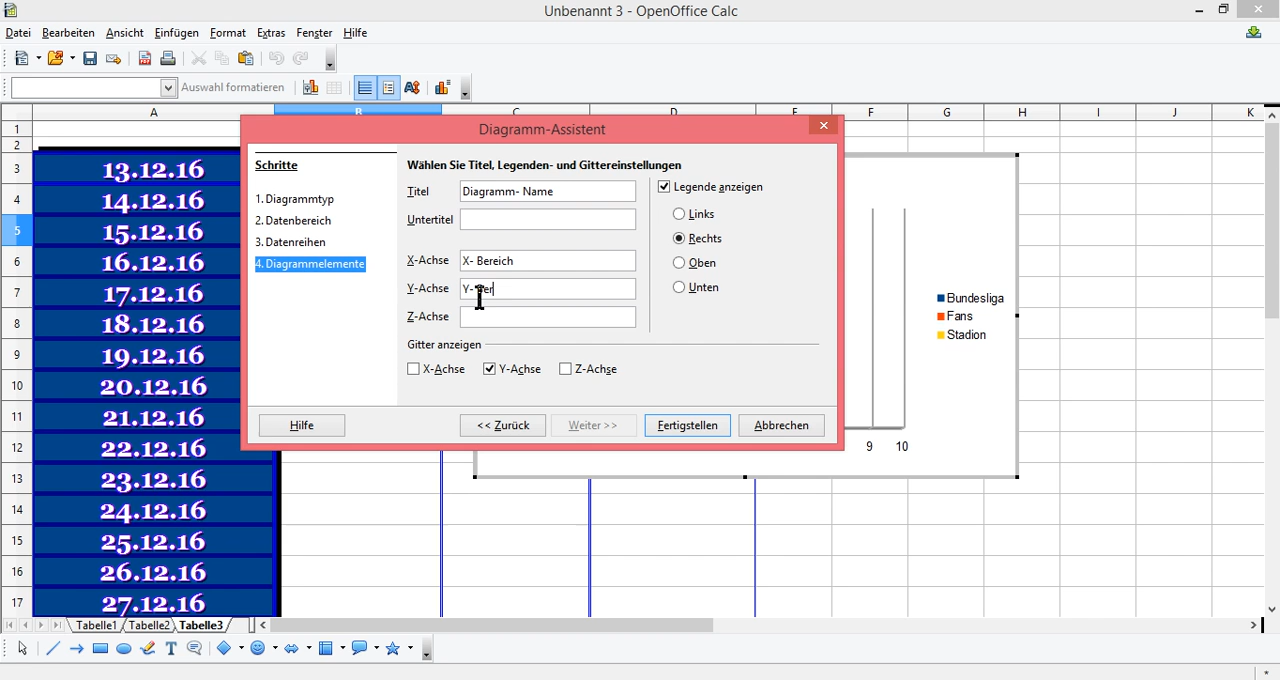 Unbenannt 3 - OpenOffice Calc
Datei Bearbeiten Ansicht Einfügen Format Extras Fenster Hilfe
Auswahl formatieren
A B C D E F G H I J K
1
2
3 13.12.16
4 14.12.16
5 15.12.16
6 16.12.16
7 17.12.16
8 18.12.16
9 19.12.16
10 20.12.16
11 21.12.16
12 22.12.16
13 23.12.16
14 24.12.16
15 25.12.16
16 26.12.16
17 27.12.16
Diagramm-Assistent
Schritte
1. Diagrammtyp
2. Datenbereich
3. Datenreihen
4. Diagrammelemente
Wählen Sie Titel, Legenden- und Gittereinstellungen
Titel Diagramm- Name
Untertitel
X-Achse X- Bereich
Y-Achse Y- Ber
Z-Achse
Legende anzeigen
Links
Rechts
Oben
Unten
Gitter anzeigen
X-Achse Y-Achse Z-Achse
Hilfe << Zurück Weiter >> Fertigstellen Abbrechen
Bundesliga
Fans
Stadion
9 10
Tabelle1 Tabelle2 Tabelle3